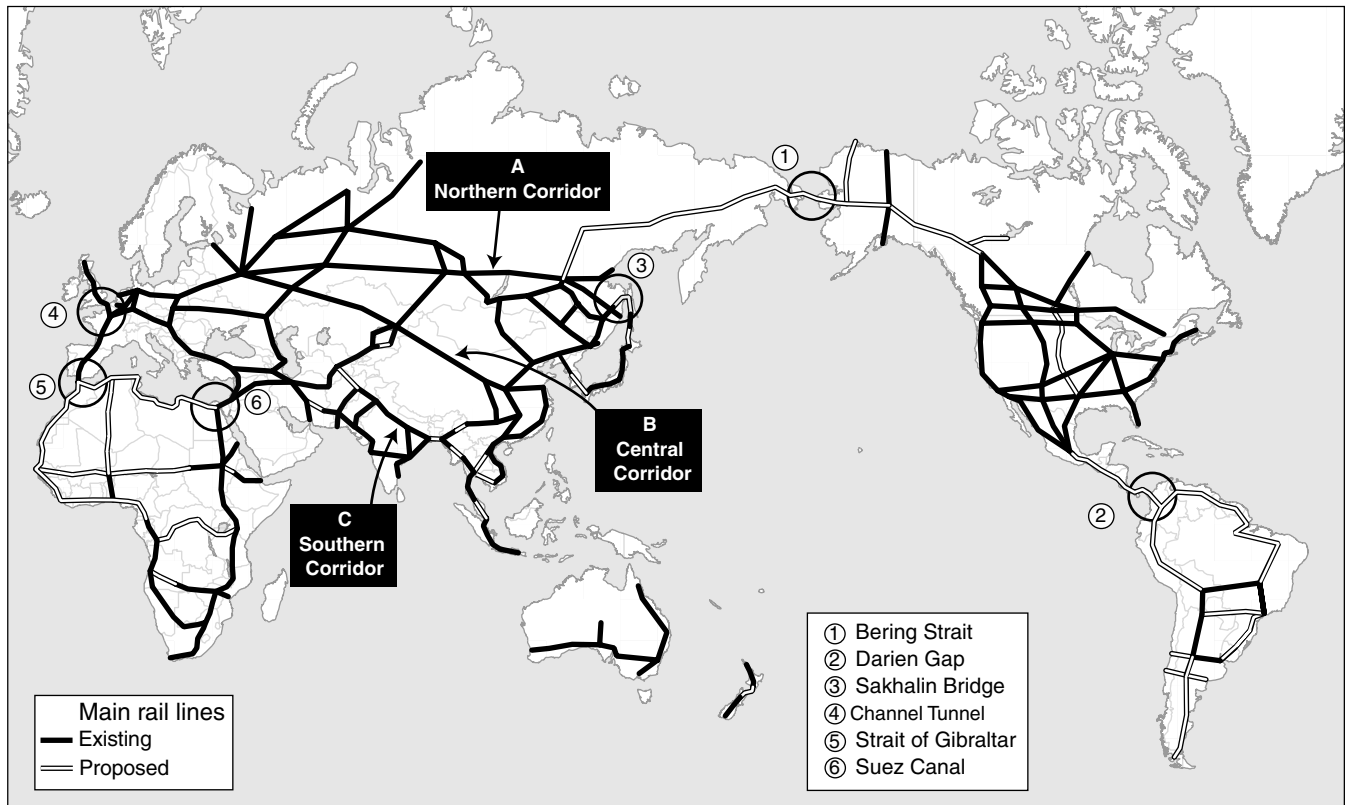 1
A
Northern Corridor
3
4
5
6
B
Central
Corridor
C
Southern
Corridor
2
Main rail lines
Existing
Proposed
1 Bering Strait
2 Darien Gap
3 Sakhalin Bridge
4 Channel Tunnel
5 Strait of Gibraltar
6 Suez Canal